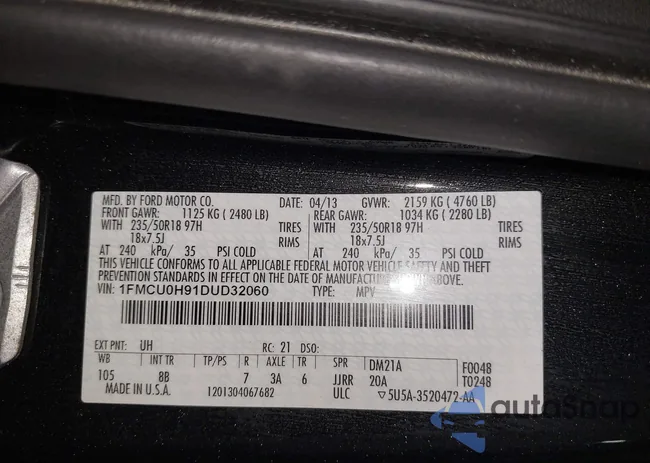 MFD. BY FORD MOTOR CO. DATE: 04/13 GVWR: 2159 KG ( 4760 LB)
FRONT GAWR: 1125 KG ( 2480 LB) REAR GAWR: 1034 KG ( 2280 LB)
WITH 235/50R18 97H TIRES WITH 235/50R18 97H TIRES
18x7.5J RIMS 18x7.5J RIMS
AT 240 kPa/ 35 PSI COLD AT 240 kPa/ 35 PSI COLD
THIS VEHICLE CONFORMS TO ALL APPLICABLE FEDERAL MOTOR VEHICLE SAFETY AND THEFT
PREVENTION STANDARDS IN EFFECT ON THE DATE OF MANUFACTURE SHOWN ABOVE.
VIN: 1FMCU0H91DUD32060 TYPE: MPV
EXT PNT: UH RC: 21 DSO:
WB INT TR TP/PS R AXLE TR SPR DM21A F0048
105 8B 7 3A 6 JJRR 20A T0248
MADE IN U.S.A. 1201304067682 ULC ▽5U5A-3520472-AA
autoSnap